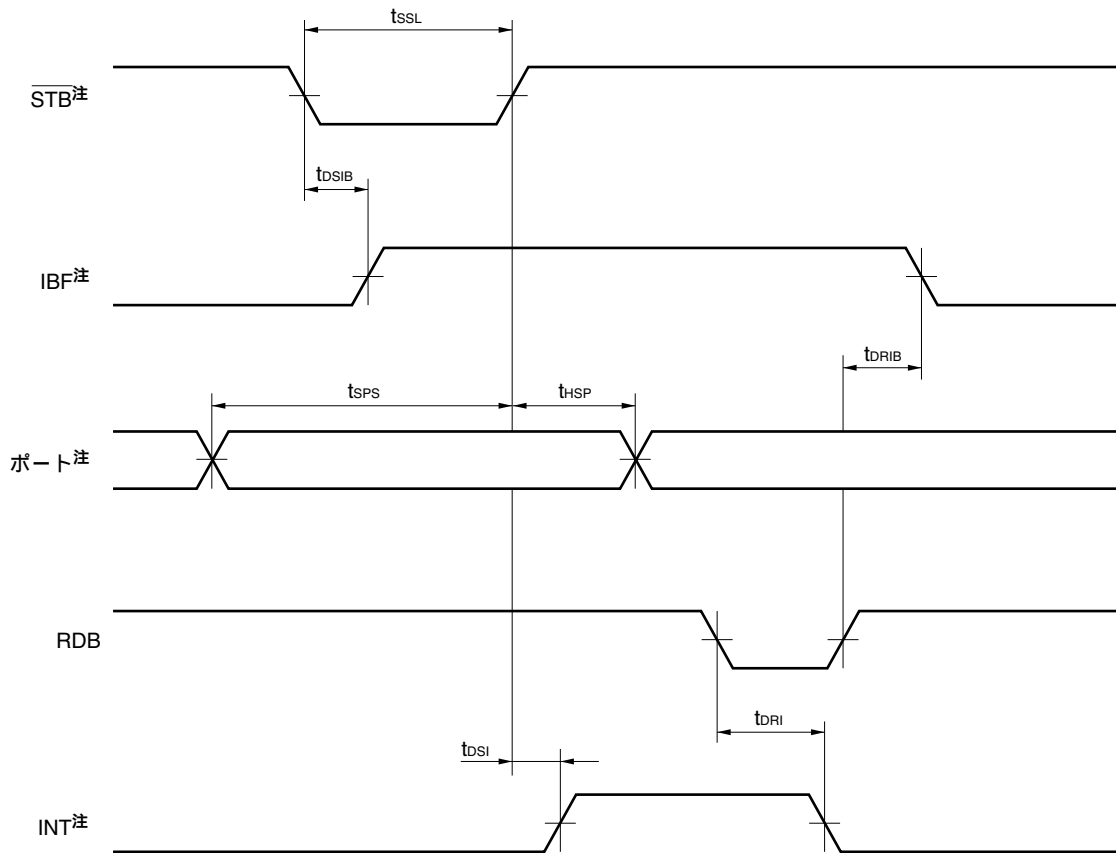 tSSL
STB注
tDSIB
IBF注
tDRIB
tSPS
tHSP
ポート注
RDB
tDRI
tDSI
INT注